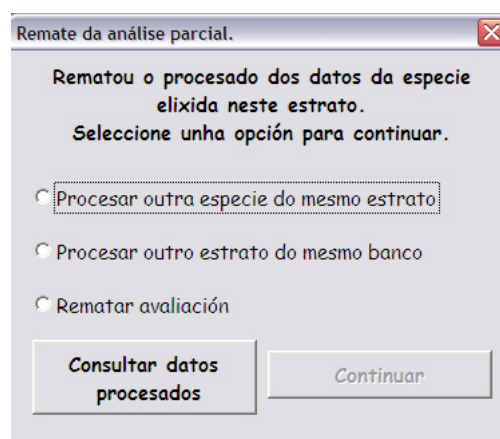 Remate da análise parcial.
Rematou o procesado dos datos da especie
elixida neste estrato.
Seleccione unha opción para continuar.
Procesar outra especie do mesmo estrato
Procesar outro estrato do mesmo banco
Rematar avaliación
Consultar datos
procesados
Continuar